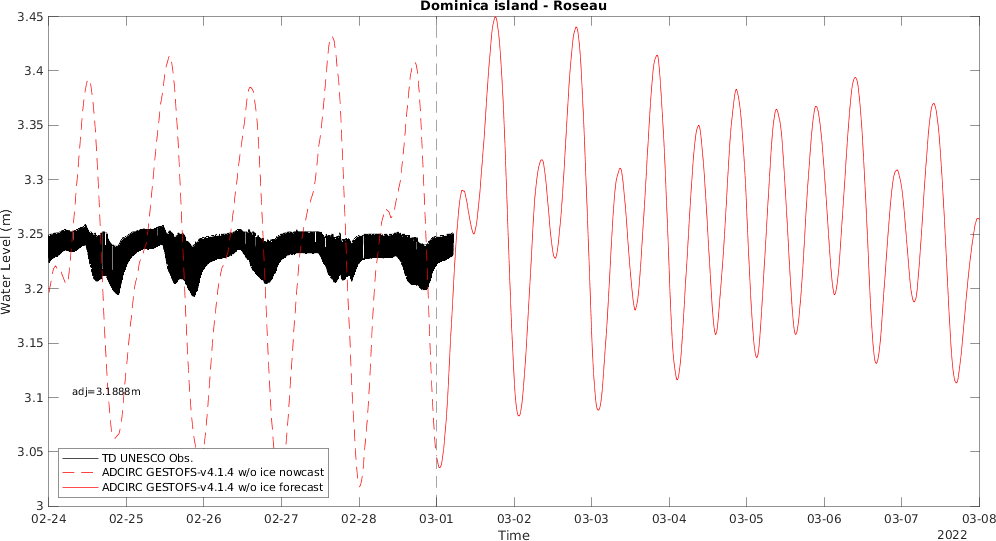 Dominica island - Roseau
3.45
3.4
3.35
3.3
3.25
3.2
3.15
3.1
3.05
3
Water Level (m)
adj=3.1888m
TD UNESCO Obs.
ADCIRC GESTOFS-v4.1.4 w/o ice nowcast
ADCIRC GESTOFS-v4.1.4 w/o ice forecast
02-24 02-25 02-26 02-27 02-28 03-01 03-02 03-03 03-04 03-05 03-06 03-07 03-08
Time
2022